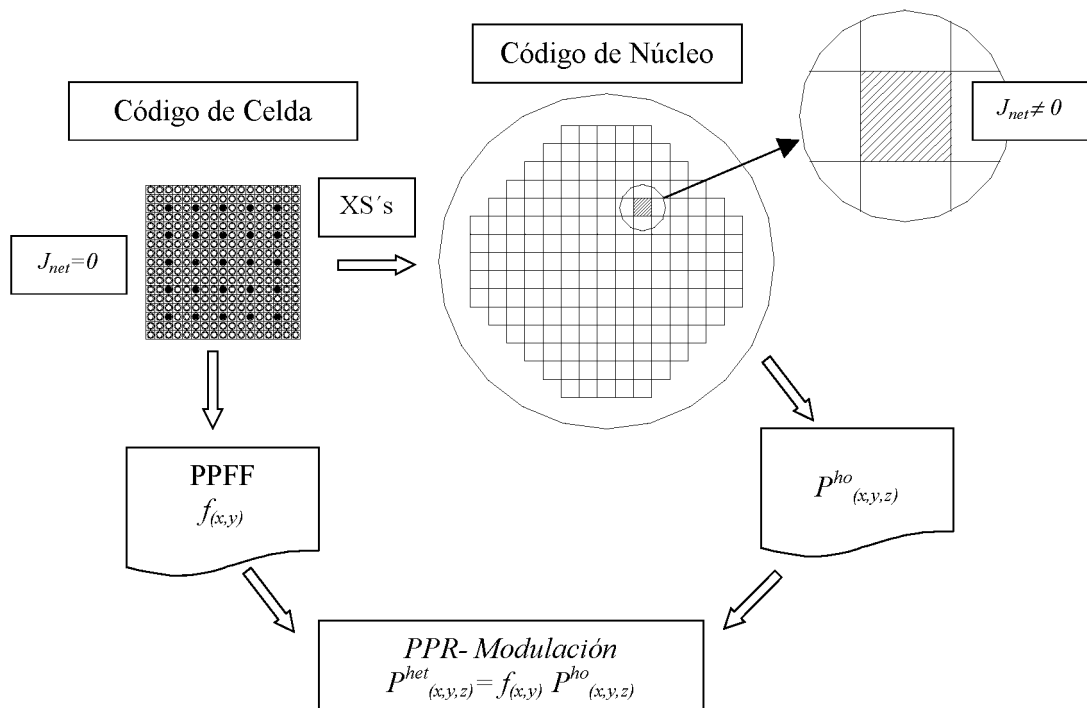 Código de Núcleo
Código de Celda
J_net ≠ 0
XS´s
J_net=0
PPFF
f_(x,y)
P^ho_(x,y,z)
PPR- Modulación
P^het_(x,y,z)= f_(x,y) P^ho_(x,y,z)